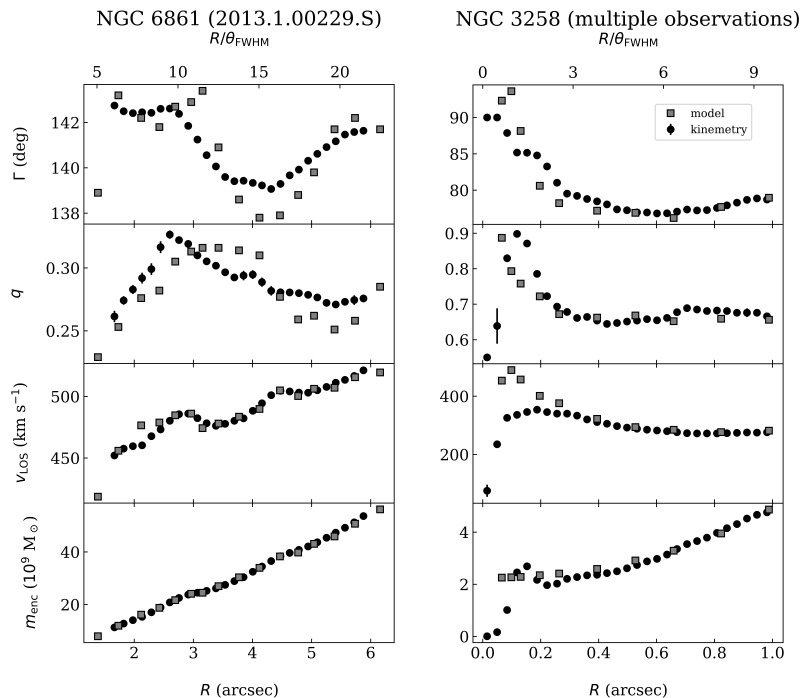 NGC 6861 (2013.1.00229.S)
NGC 3258 (multiple observations)
R/θFWHM
R/θFWHM
5 10 15 20
0 3 6 9
model
kinemetry
Γ (deg)
142
140
138
90
85
80
q
0.30
0.25
0.9
0.8
0.7
0.6
vLOS (km s−1)
500
450
400
200
menc (10⁹ M⊙)
40
20
4
2
0
2 3 4 5 6
0.0 0.2 0.4 0.6 0.8 1.0
R (arcsec)
R (arcsec)